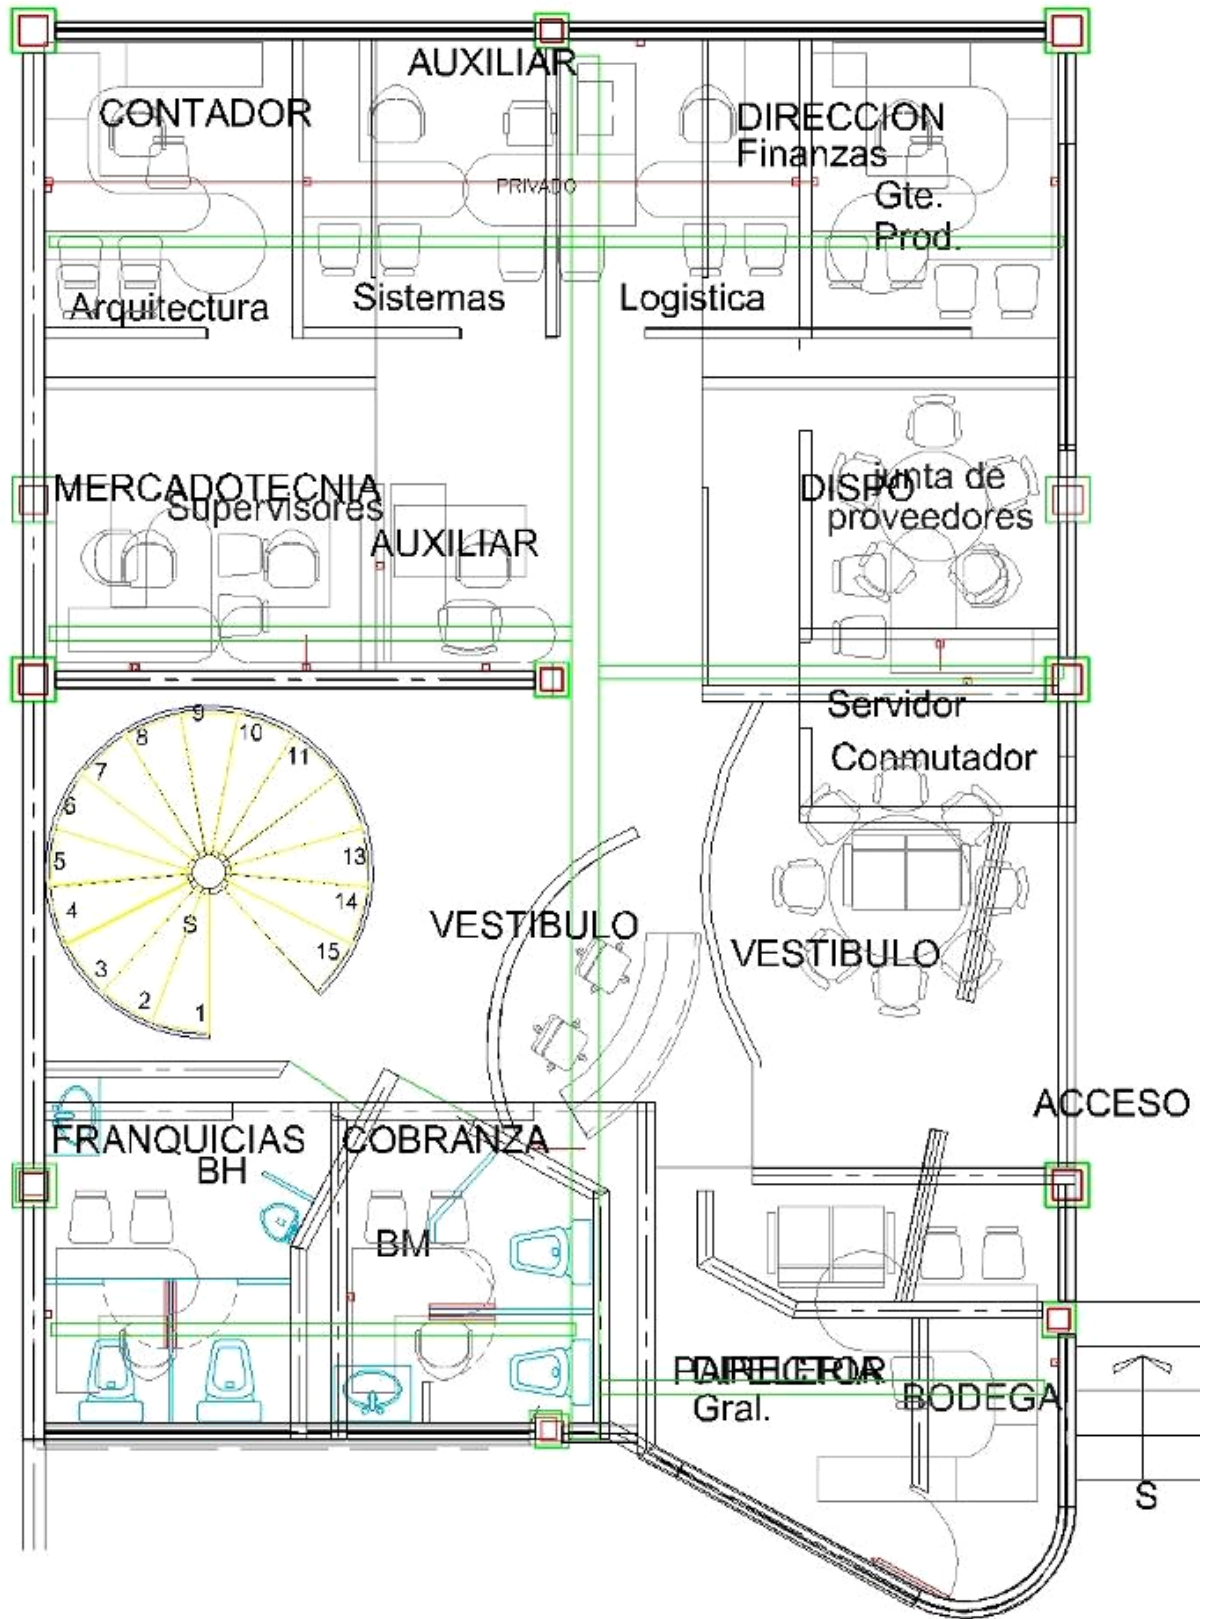 AUXILIAR
CONTADOR
DIRECCION
Finanzas
PRIVADO
Gte.
Prod.
Arquitectura
Sistemas
Logistica
MERCADOTECNIA
Supervisores
AUXILIAR
DISPO
junta de
proveedores
Servidor
Conmutador
9
8
10
11
7
6
5
13
4
14
S
15
3
2
1
VESTIBULO
VESTIBULO
ACCESO
FRANQUICIAS
COBRANZA
BH
BM
DIRECTOR
Gral.
BODEGA
S